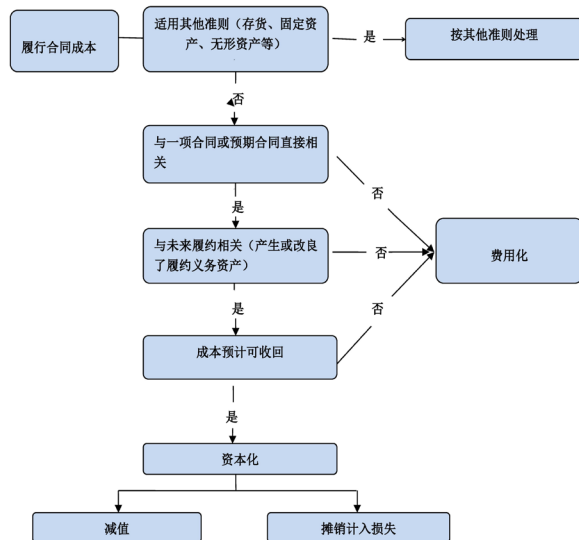 履行合同成本
适用其他准则（存货、固定资
产、无形资产等）
是
按其他准则处理
否
与一项合同或预期合同直接相
关
否
是
与未来履约相关（产生或改良
了履约义务资产）
否
费用化
是
否
成本预计可收回
是
资本化
减值
摊销计入损失